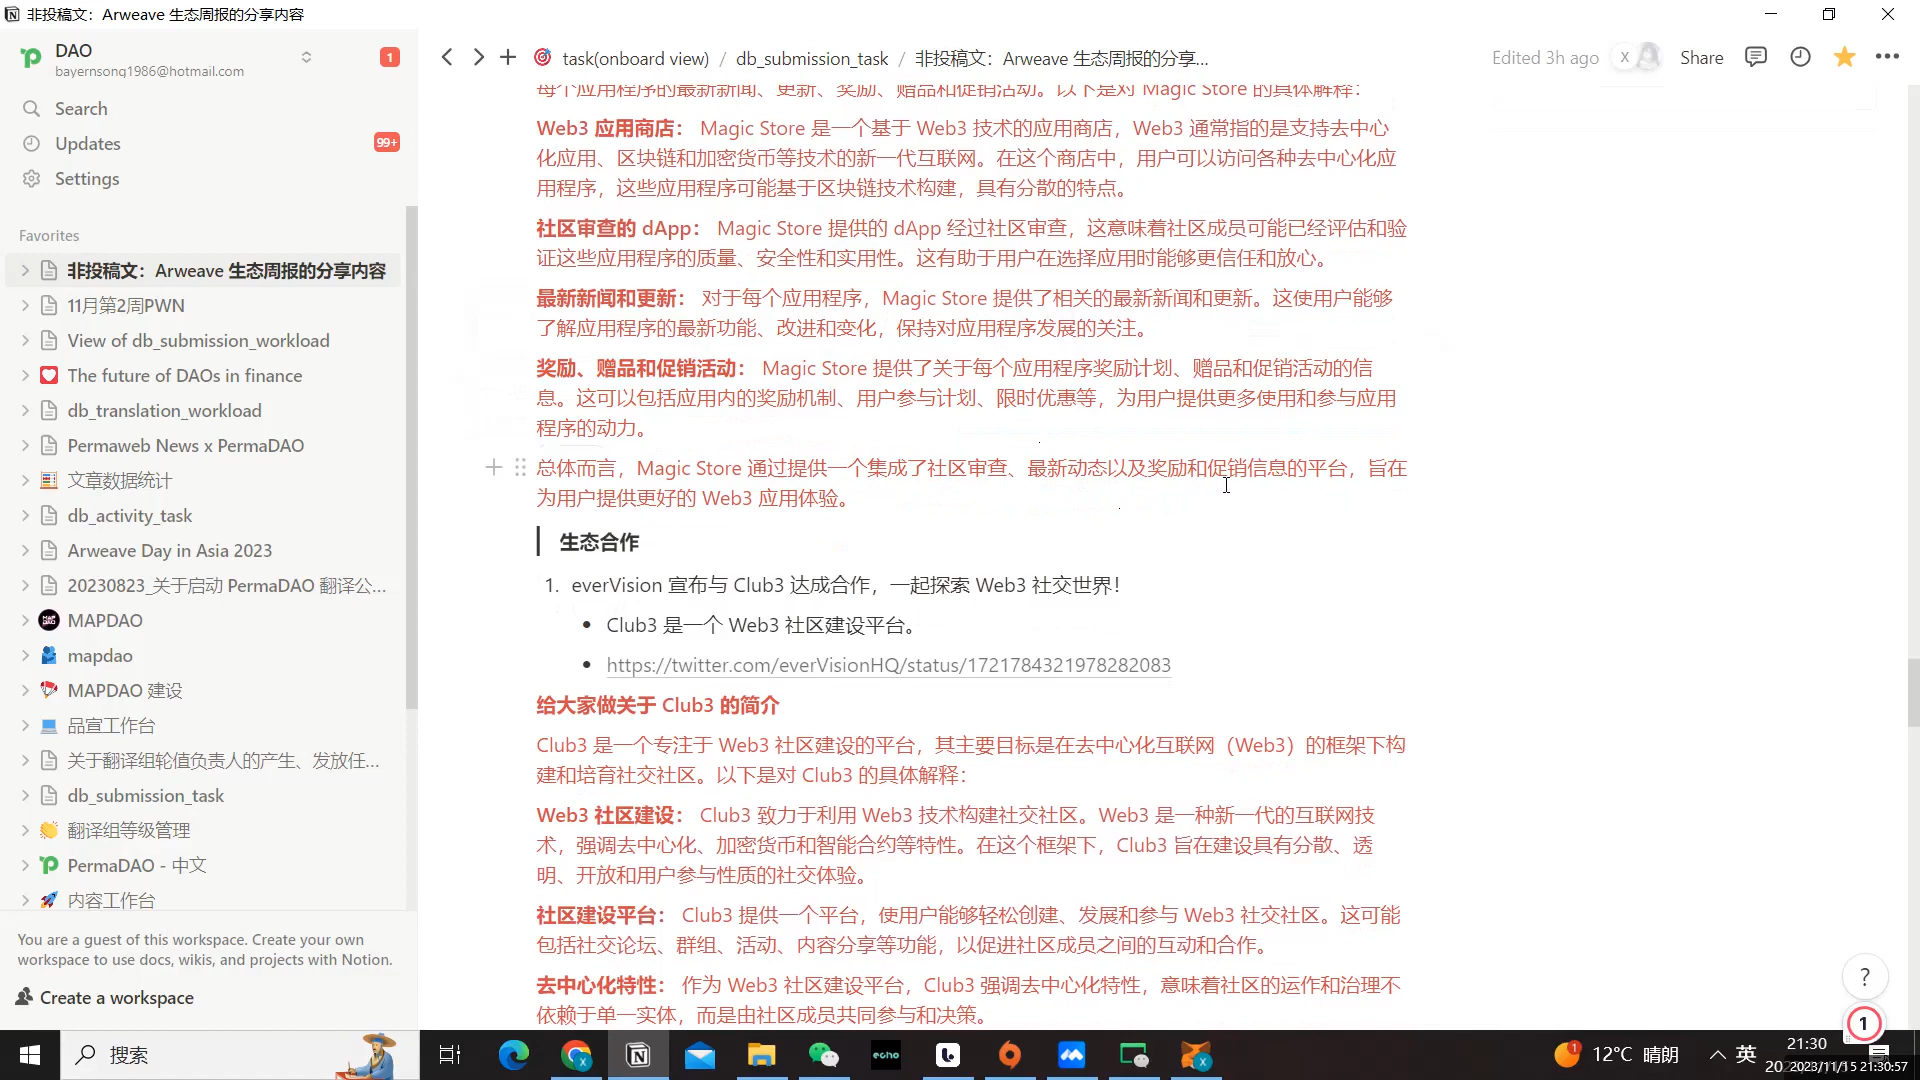 非投稿文：Arweave 生态周报的分享内容
DAO
bayernsong1986@hotmail.com
1
Search
Updates
99+
Settings
Favorites
非投稿文：Arweave 生态周报的分享内容
11月第2周PWN
View of db_submission_workload
The future of DAOs in finance
db_translation_workload
Permaweb News x PermaDAO
文章数据统计
db_activity_task
Arweave Day in Asia 2023
20230823_关于启动 PermaDAO 翻译公...
MAPDAO
mapdao
MAPDAO 建设
品宣工作台
关于翻译组轮值负责人的产生、发放任...
db_submission_task
翻译组等级管理
PermaDAO - 中文
内容工作台
You are a guest of this workspace. Create your own
workspace to use docs, wikis, and projects with Notion.
Create a workspace
task(onboard view) / db_submission_task / 非投稿文：Arweave 生态周报的分享...
Edited 3h ago
X
Share
每个应用程序的最新新闻、更新、奖励、赠品和促销活动。以下是对 Magic Store 的具体解释：
Web3 应用商店： Magic Store 是一个基于 Web3 技术的应用商店，Web3 通常指的是支持去中心
化应用、区块链和加密货币等技术的新一代互联网。在这个商店中，用户可以访问各种去中心化应
用程序，这些应用程序可能基于区块链技术构建，具有分散的特点。
社区审查的 dApp： Magic Store 提供的 dApp 经过社区审查，这意味着社区成员可能已经评估和验
证这些应用程序的质量、安全性和实用性。这有助于用户在选择应用时能够更信任和放心。
最新新闻和更新： 对于每个应用程序，Magic Store 提供了相关的最新新闻和更新。这使用户能够
了解应用程序的最新功能、改进和变化，保持对应用程序发展的关注。
奖励、赠品和促销活动： Magic Store 提供了关于每个应用程序奖励计划、赠品和促销活动的信
息。这可以包括应用内的奖励机制、用户参与计划、限时优惠等，为用户提供更多使用和参与应用
程序的动力。
总体而言，Magic Store 通过提供一个集成了社区审查、最新动态以及奖励和促销信息的平台，旨在
为用户提供更好的 Web3 应用体验。
生态合作
1. everVision 宣布与 Club3 达成合作，一起探索 Web3 社交世界！
• Club3 是一个 Web3 社区建设平台。
• https://twitter.com/everVisionHQ/status/1721784321978282083
给大家做关于 Club3 的简介
Club3 是一个专注于 Web3 社区建设的平台，其主要目标是在去中心化互联网（Web3）的框架下构
建和培育社交社区。以下是对 Club3 的具体解释：
Web3 社区建设： Club3 致力于利用 Web3 技术构建社交社区。Web3 是一种新一代的互联网技
术，强调去中心化、加密货币和智能合约等特性。在这个框架下，Club3 旨在建设具有分散、透
明、开放和用户参与性质的社交体验。
社区建设平台： Club3 提供一个平台，使用户能够轻松创建、发展和参与 Web3 社交社区。这可能
包括社交论坛、群组、活动、内容分享等功能，以促进社区成员之间的互动和合作。
去中心化特性： 作为 Web3 社区建设平台，Club3 强调去中心化特性，意味着社区的运作和治理不
依赖于单一实体，而是由社区成员共同参与和决策。
?
1
搜索
echo
1
12°C 晴朗
英
21:30
2023/11/15 21:30:57